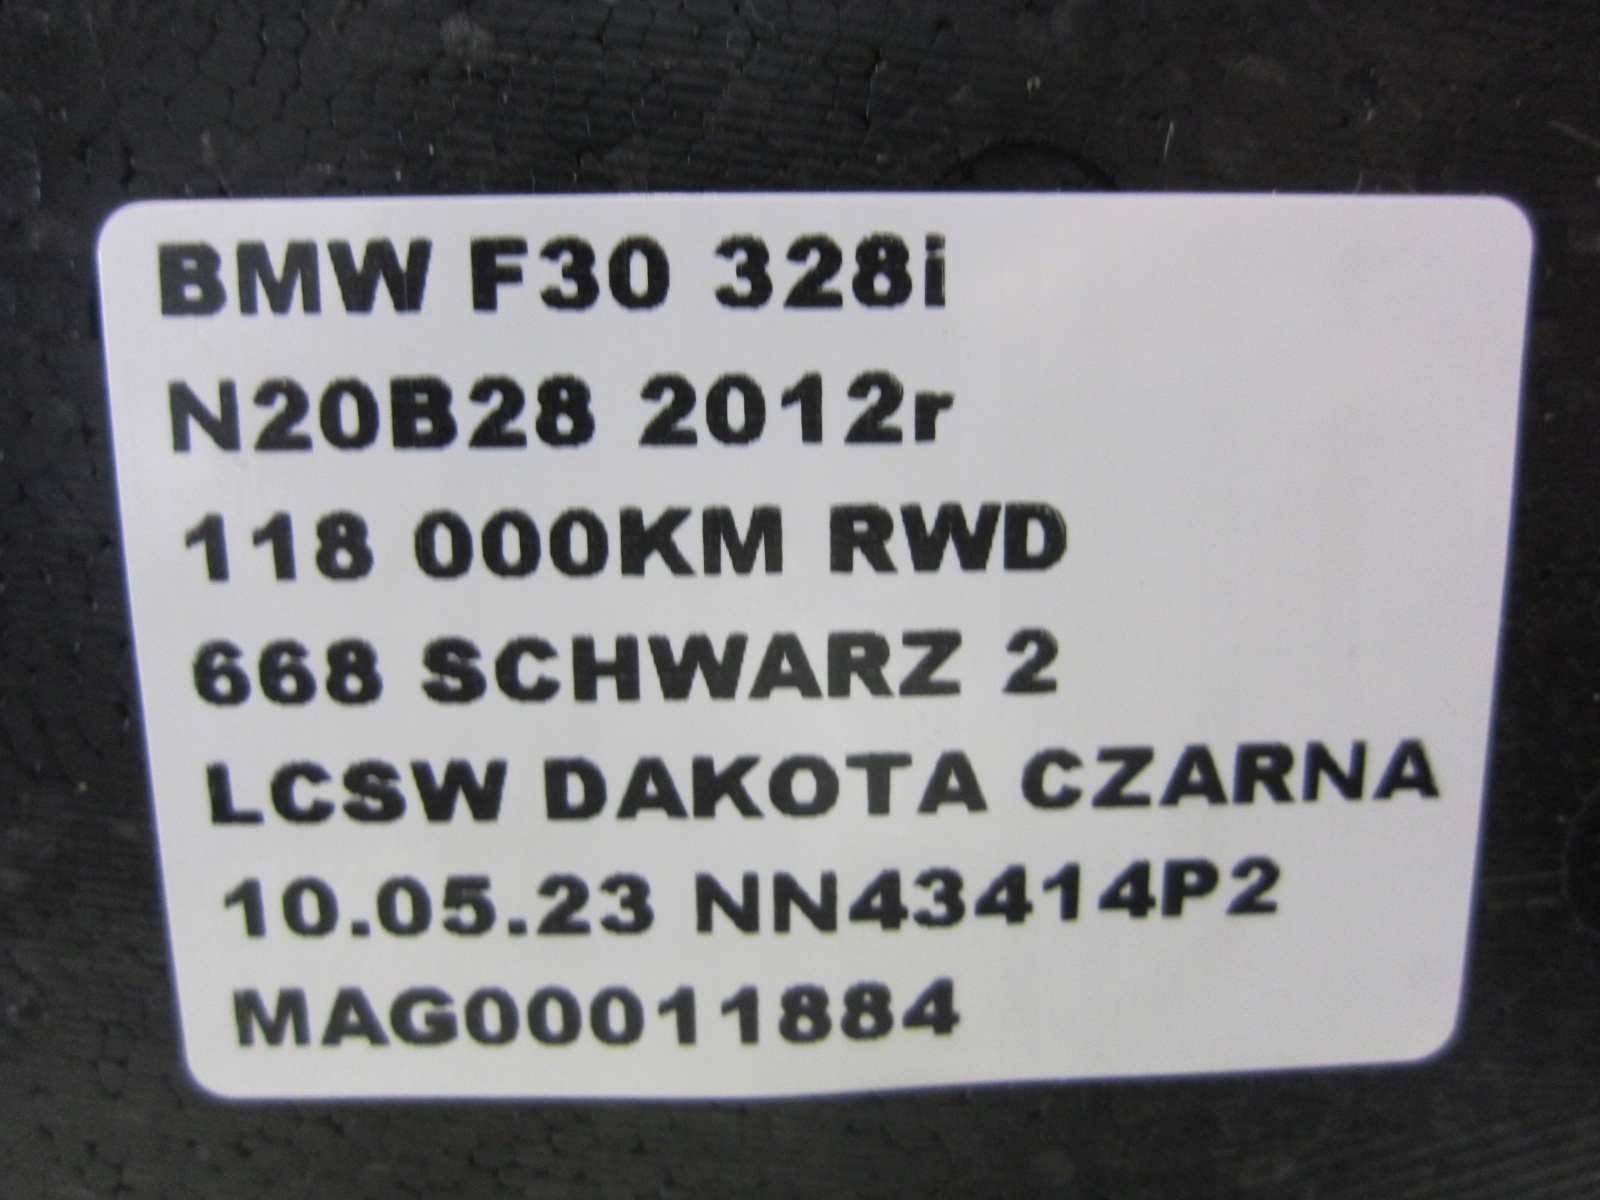 BMW F30 328i
N20B28 2012r
118 000KM RWD
668 SCHWARZ 2
LCSW DAKOTA CZARNA
10.05.23 NN43414P2
MAG00011884